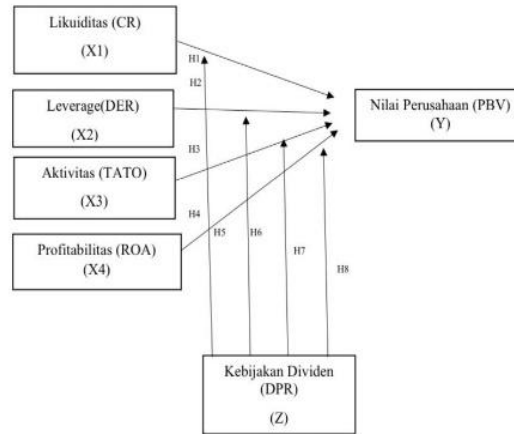 Likuiditas (CR)
(X1)
H1
H2
Leverage(DER)
(X2)
Nilai Perusahaan (PBV)
(Y)
H3
Aktivitas (TATO)
(X3)
H4
H5
H6
Profitabilitas (ROA)
(X4)
H7
H8
Kebijakan Dividen
(DPR)
(Z)